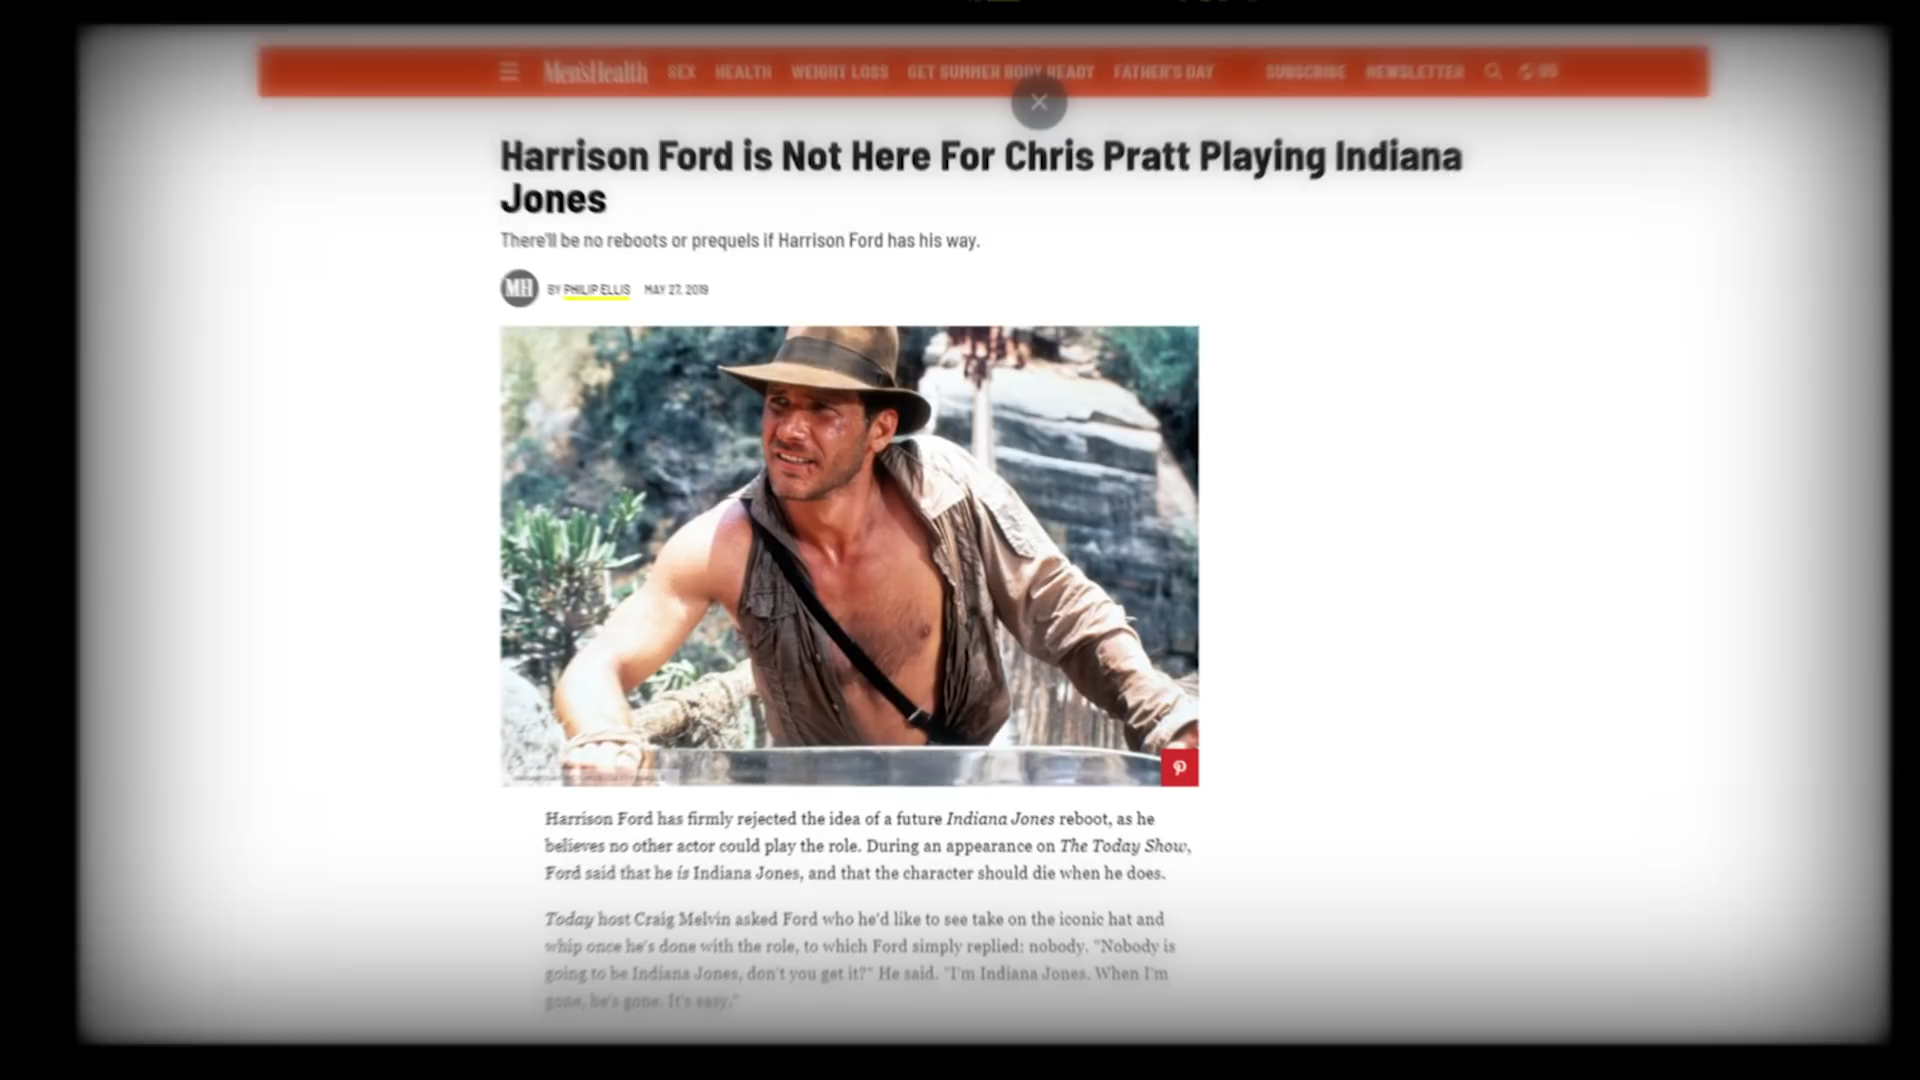 Men'sHealth SEX HEALTH WEIGHT LOSS GET SUMMER BODY READY FATHER'S DAY SUBSCRIBE NEWSLETTER US
Harrison Ford is Not Here For Chris Pratt Playing Indiana
Jones
There'll be no reboots or prequels if Harrison Ford has his way.
MH BY PHILIP ELLIS MAY 27, 2019
Harrison Ford has firmly rejected the idea of a future Indiana Jones reboot, as he
believes no other actor could play the role. During an appearance on The Today Show,
Ford said that he is Indiana Jones, and that the character should die when he does.
Today host Craig Melvin asked Ford who he'd like to see take on the iconic hat and
whip once he's done with the role, to which Ford simply replied: nobody. "Nobody is
going to be Indiana Jones, don't you get it?" He said. "I'm Indiana Jones. When I'm
gone, he's gone. It's easy."